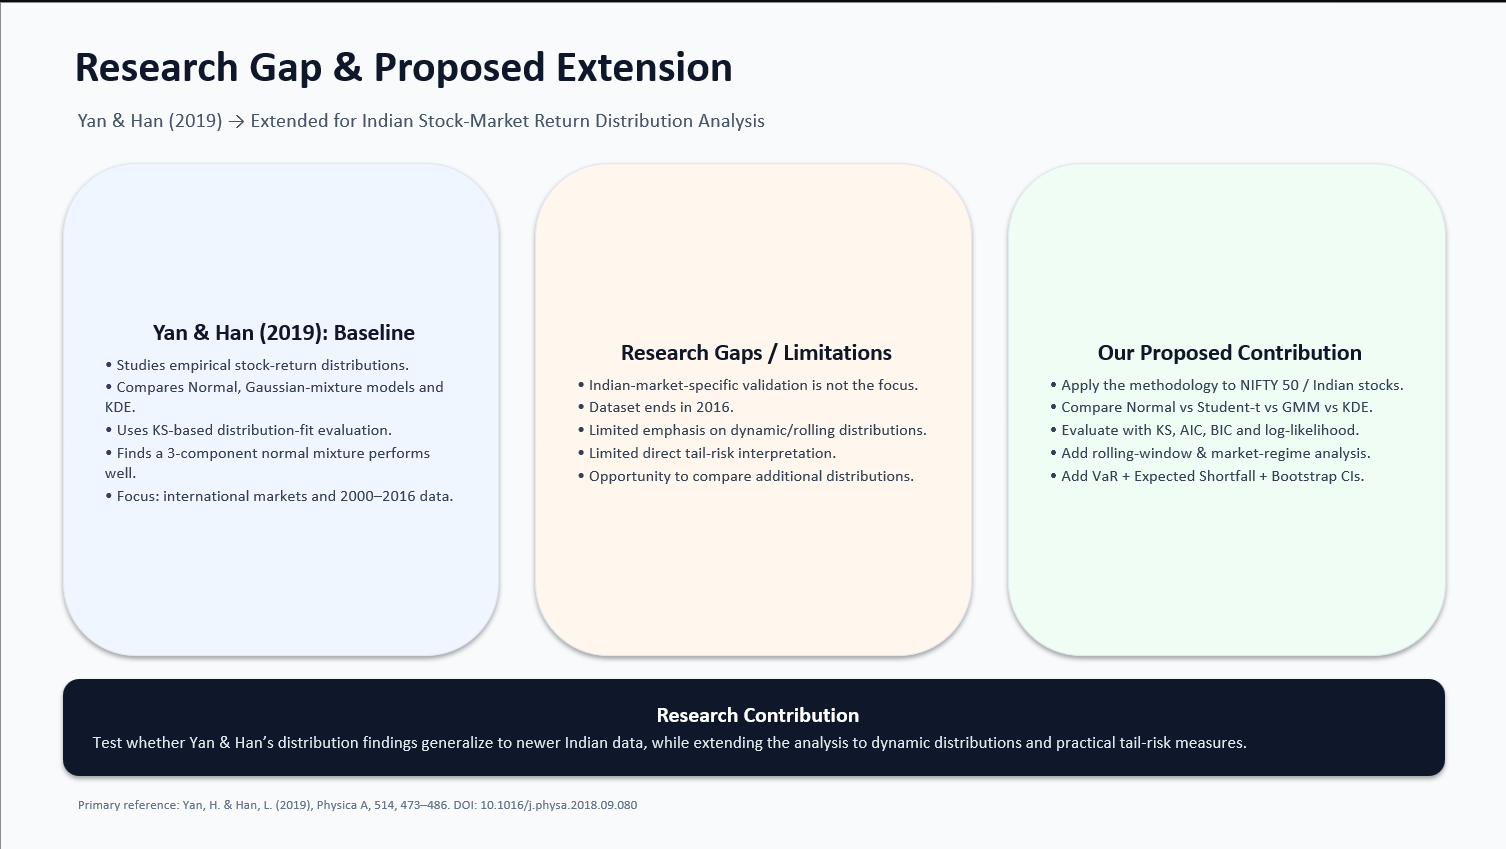 Research Gap & Proposed Extension
Yan & Han (2019) → Extended for Indian Stock-Market Return Distribution Analysis
Yan & Han (2019): Baseline
• Studies empirical stock-return distributions.
• Compares Normal, Gaussian-mixture models and
KDE.
• Uses KS-based distribution-fit evaluation.
• Finds a 3-component normal mixture performs
well.
• Focus: international markets and 2000–2016 data.
Research Gaps / Limitations
• Indian-market-specific validation is not the focus.
• Dataset ends in 2016.
• Limited emphasis on dynamic/rolling distributions.
• Limited direct tail-risk interpretation.
• Opportunity to compare additional distributions.
Our Proposed Contribution
• Apply the methodology to NIFTY 50 / Indian stocks.
• Compare Normal vs Student-t vs GMM vs KDE.
• Evaluate with KS, AIC, BIC and log-likelihood.
• Add rolling-window & market-regime analysis.
• Add VaR + Expected Shortfall + Bootstrap CIs.
Research Contribution
Test whether Yan & Han’s distribution findings generalize to newer Indian data, while extending the analysis to dynamic distributions and practical tail-risk measures.
Primary reference: Yan, H. & Han, L. (2019), Physica A, 514, 473–486. DOI: 10.1016/j.physa.2018.09.080